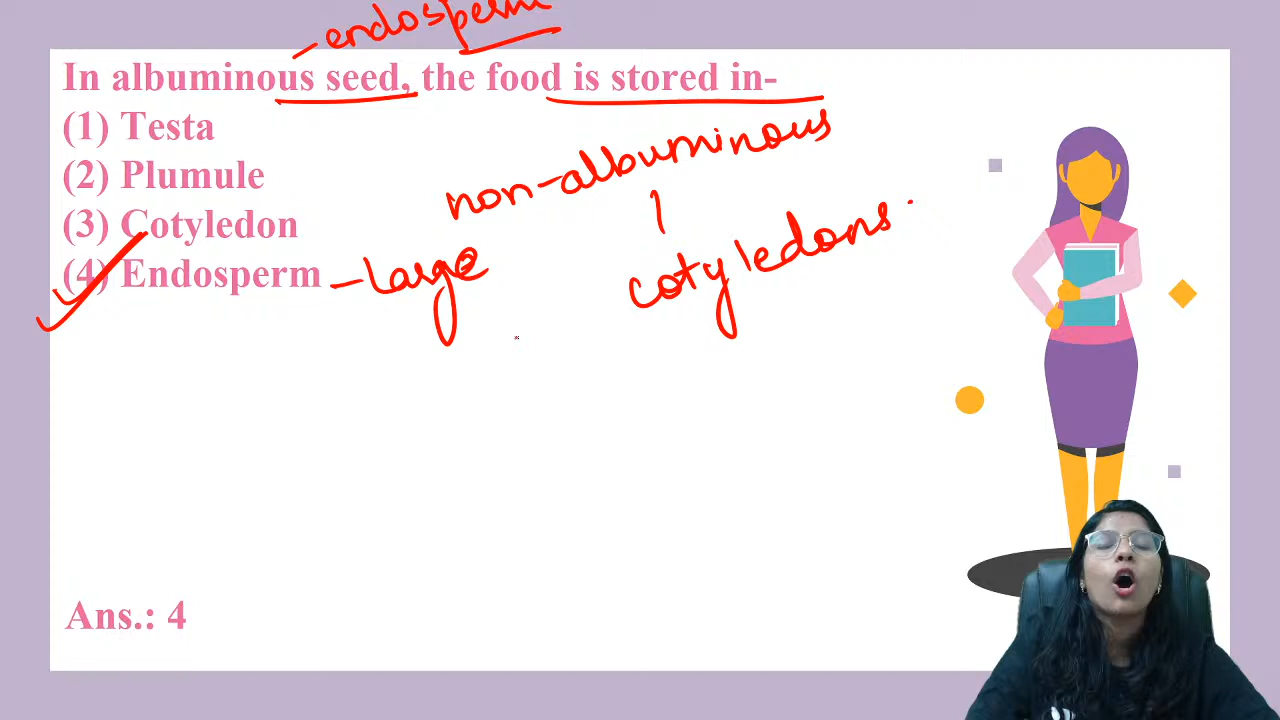 -endosperm
In albuminous seed, the food is stored in-
(1) Testa
(2) Plumule
(3) Cotyledon
(4) Endosperm -large
non-albuminous
cotyledons
Ans.: 4